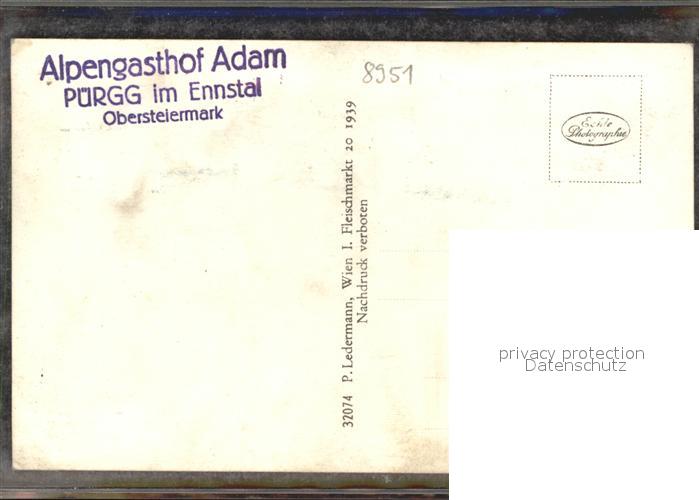 Alpengasthof Adam
PÜRGG im Ennstal
Obersteiermark
8951
Echte
Photographie
32074 P. Ledermann, Wien I. Fleischmarkt 20 1939
Nachdruck verboten
privacy protection
Datenschutz